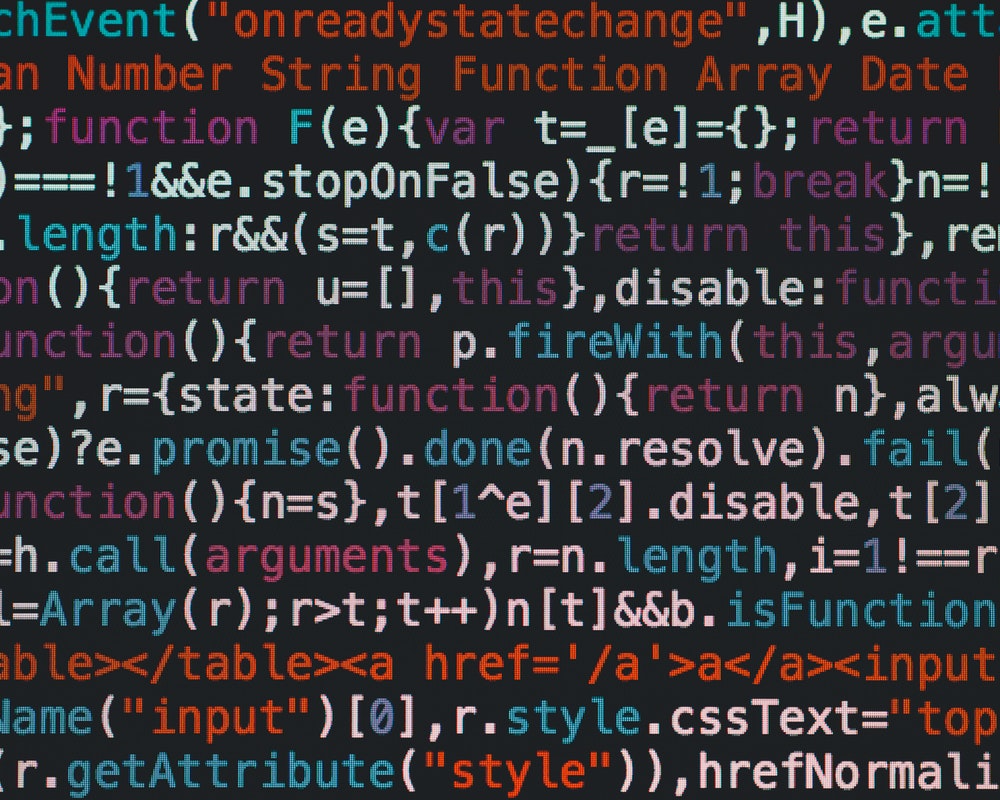 chEvent("onreadystatechange",H),e.att
an Number String Function Array Date
};function F(e){var t=_[e]={};return
)===!1&&e.stopOnFalse){r=!1;break}n=!
.length:r&&(s=t,c(r))}return this},re
on(){return u=[],this},disable:functi
unction(){return p.fireWith(this,argu
ng",r={state:function(){return n},alw
se)?e.promise().done(n.resolve).fail(
unction(){n=s},t[1^e][2].disable,t[2]
=h.call(arguments),r=n.length,i=1!==r
l=Array(r);r>t;t++)n[t]&&b.isFunction
able></table><a href='/a'>a</a><input
Name("input")[0],r.style.cssText="top
(r.getAttribute("style")),hrefNormali